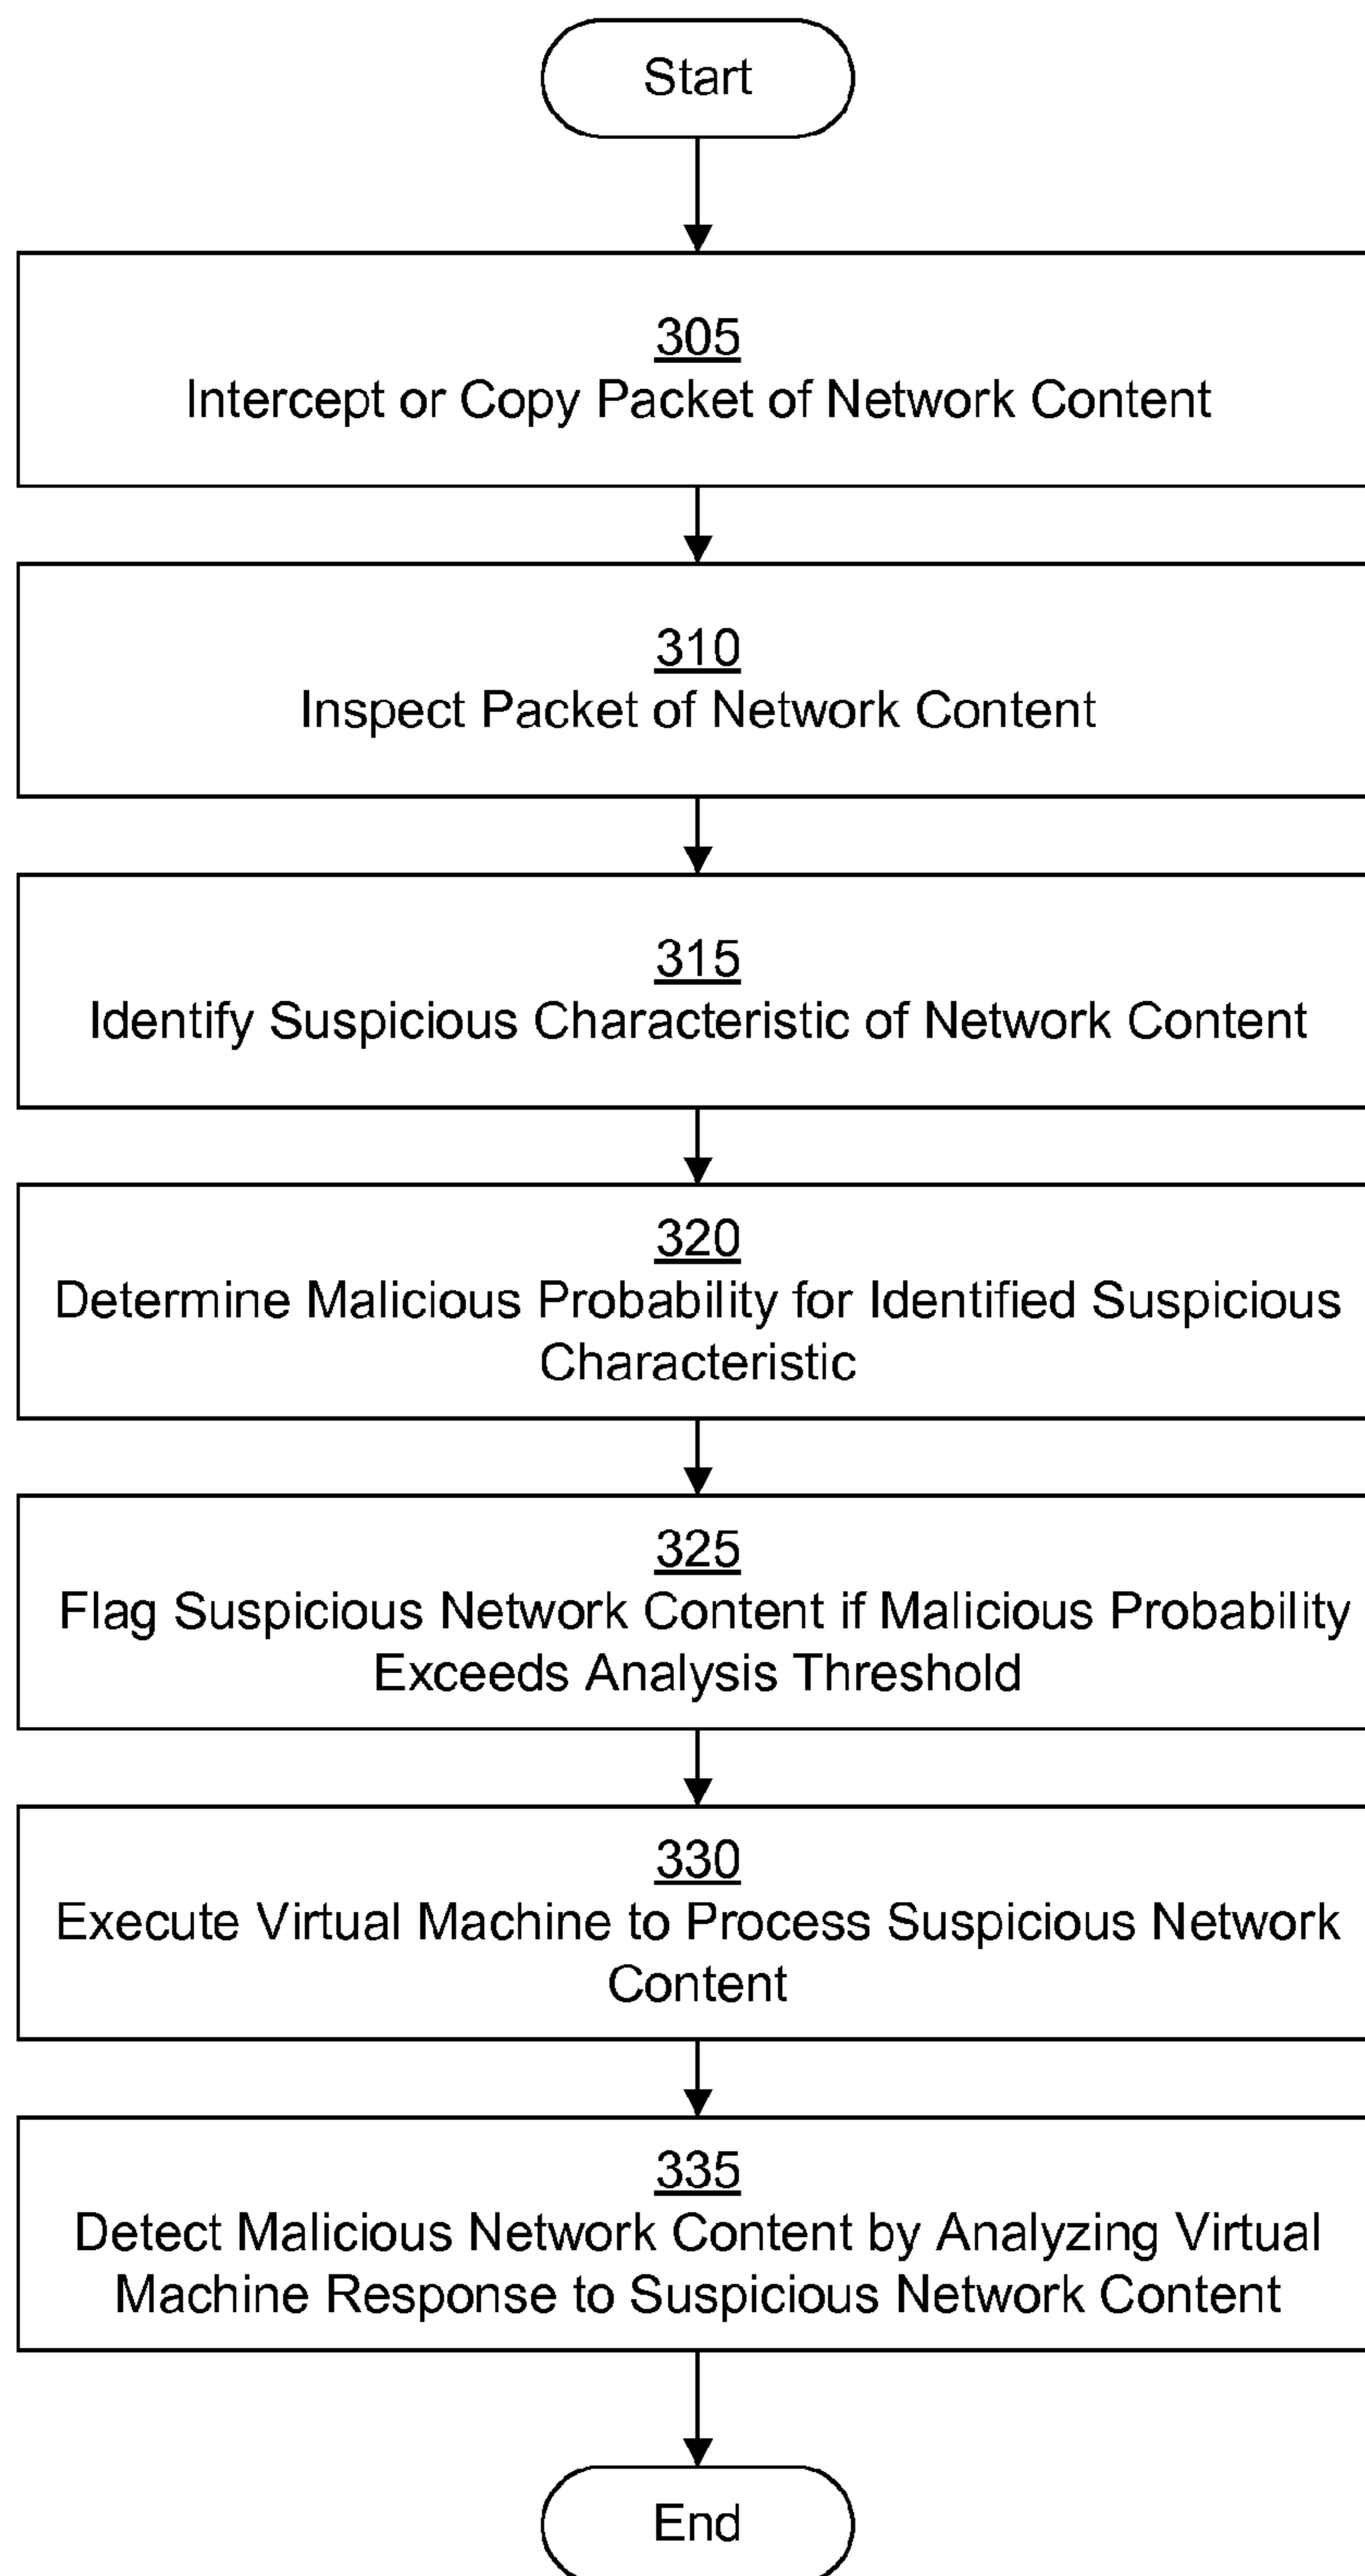 Start
305
Intercept or Copy Packet of Network Content
310
Inspect Packet of Network Content
315
Identify Suspicious Characteristic of Network Content
320
Determine Malicious Probability for Identified Suspicious
Characteristic
325
Flag Suspicious Network Content if Malicious Probability
Exceeds Analysis Threshold
330
Execute Virtual Machine to Process Suspicious Network
Content
335
Detect Malicious Network Content by Analyzing Virtual
Machine Response to Suspicious Network Content
End